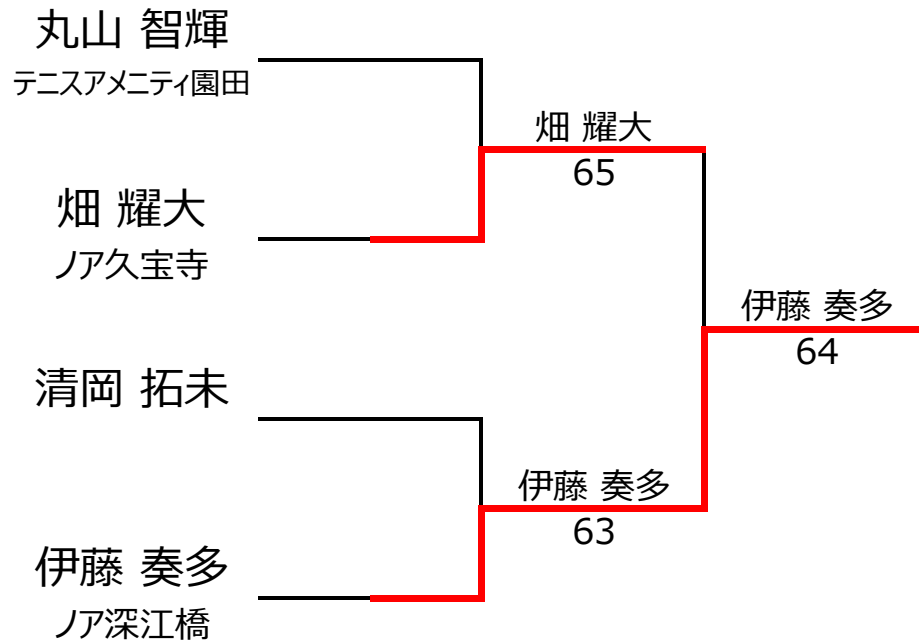 丸山 智輝
テニスアメニティ園田
畑 耀大
65
畑 耀大
ノア久宝寺
伊藤 奏多
64
清岡 拓未
伊藤 奏多
63
伊藤 奏多
ノア深江橋